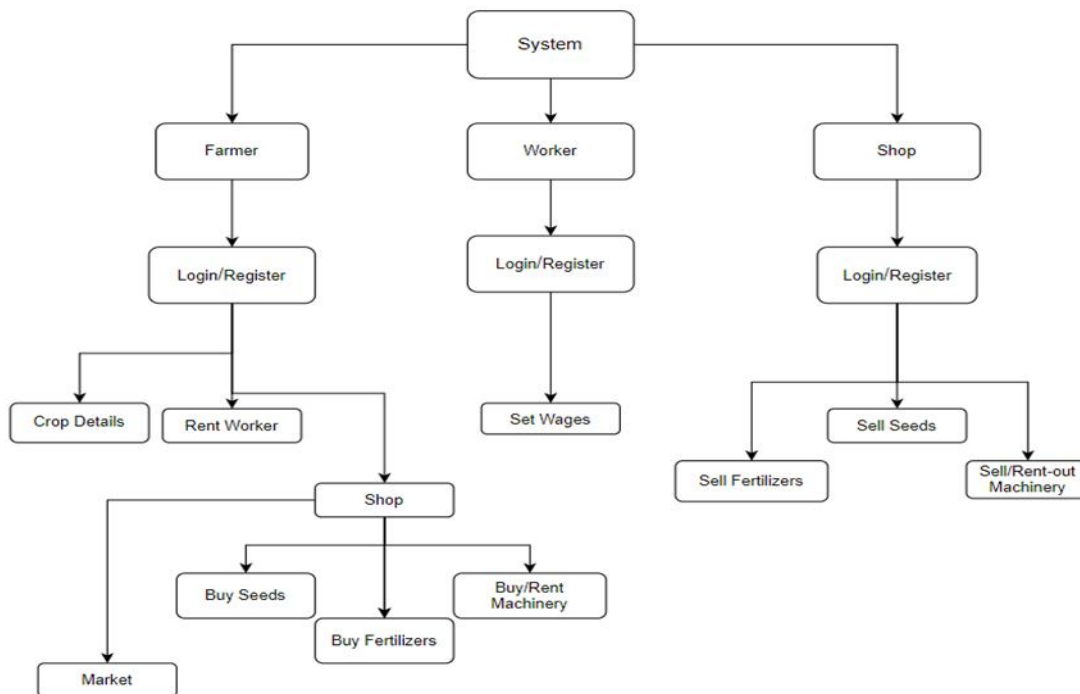 System
Farmer
Worker
Shop
Login/Register
Login/Register
Login/Register
Crop Details
Rent Worker
Set Wages
Sell Seeds
Sell Fertilizers
Sell/Rent-out
Machinery
Shop
Buy Seeds
Buy/Rent
Machinery
Buy Fertilizers
Market